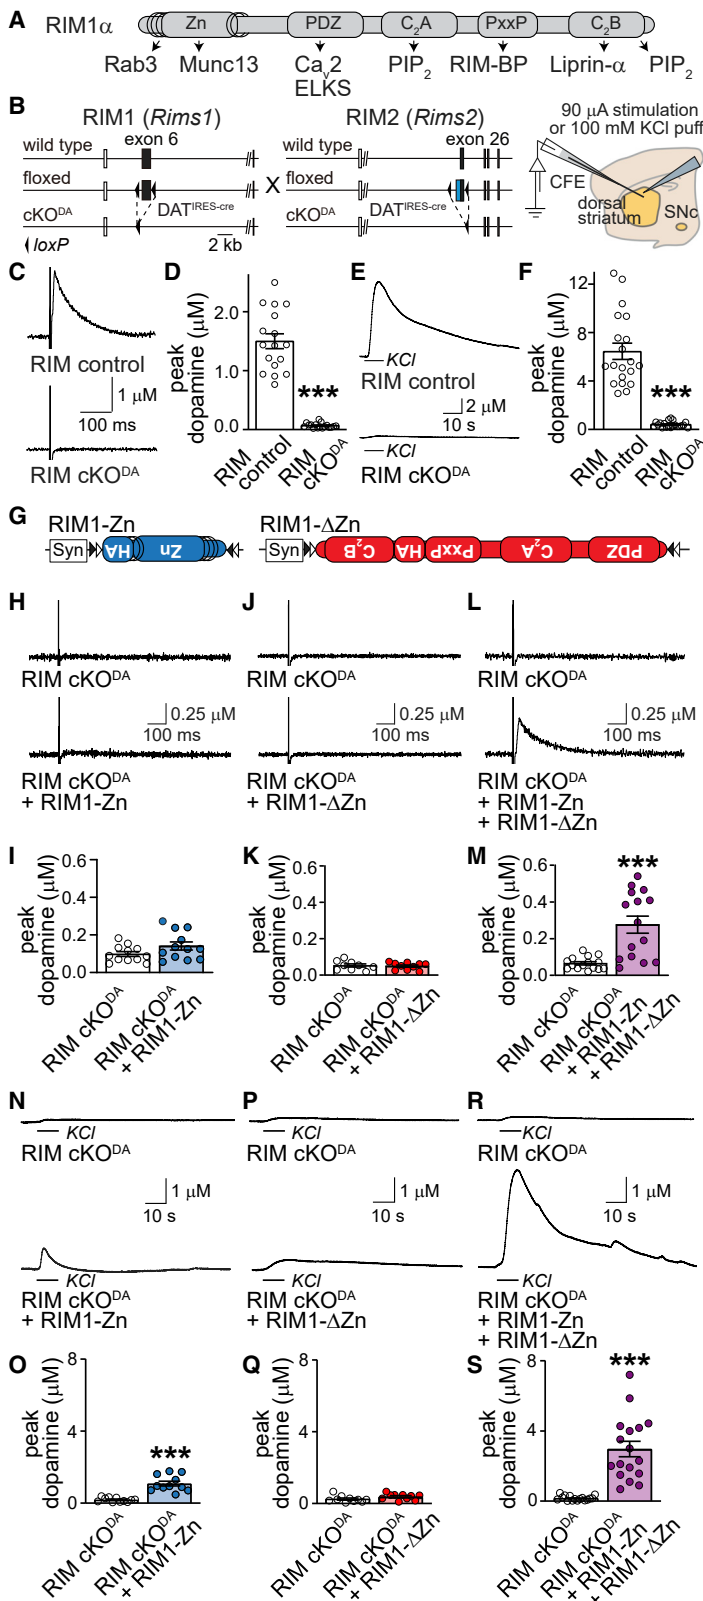 A
RIM1α
Zn
PDZ
C₂A
PxxP
C₂B
Rab3
Munc13
Caᵥ2
ELKS
PIP₂
RIM-BP
Liprin-α
PIP₂
B
RIM1 (Rims1)
exon 6
wild type
floxed
cKOᴰᴬ
DATᴵᴿᴱˢ⁻ᶜʳᵉ
loxP
2 kb
X
RIM2 (Rims2)
exon 26
wild type
floxed
cKOᴰᴬ
DATᴵᴿᴱˢ⁻ᶜʳᵉ
90 µA stimulation
or 100 mM KCl puff
CFE
dorsal
striatum
SNc
C
RIM control
1 µM
100 ms
RIM cKOᴰᴬ
D
peak
dopamine (µM)
2.0
1.0
0.0
***
RIM
control
RIM
cKOᴰᴬ
E
KCl
RIM control
2 µM
10 s
KCl
RIM cKOᴰᴬ
F
peak
dopamine (µM)
12
8
4
0
***
RIM
control
RIM
cKOᴰᴬ
G
RIM1-Zn
Syn
HA
Zn
RIM1-ΔZn
Syn
C₂B
HA
PxxP
C₂A
PDZ
H
RIM cKOᴰᴬ
0.25 µM
100 ms
RIM cKOᴰᴬ
+ RIM1-Zn
J
RIM cKOᴰᴬ
0.25 µM
100 ms
RIM cKOᴰᴬ
+ RIM1-ΔZn
L
RIM cKOᴰᴬ
0.25 µM
100 ms
RIM cKOᴰᴬ
+ RIM1-Zn
+ RIM1-ΔZn
I
peak
dopamine (µM)
0.6
0.4
0.2
0.0
RIM cKOᴰᴬ
RIM cKOᴰᴬ
+ RIM1-Zn
K
peak
dopamine (µM)
0.6
0.4
0.2
0.0
RIM cKOᴰᴬ
RIM cKOᴰᴬ
+ RIM1-ΔZn
M
peak
dopamine (µM)
0.6
0.4
0.2
0.0
***
RIM cKOᴰᴬ
RIM cKOᴰᴬ
+ RIM1-Zn
+ RIM1-ΔZn
N
KCl
RIM cKOᴰᴬ
1 µM
10 s
KCl
RIM cKOᴰᴬ
+ RIM1-Zn
P
KCl
RIM cKOᴰᴬ
1 µM
10 s
KCl
RIM cKOᴰᴬ
+ RIM1-ΔZn
R
KCl
RIM cKOᴰᴬ
1 µM
10 s
KCl
RIM cKOᴰᴬ
+ RIM1-Zn
+ RIM1-ΔZn
O
peak
dopamine (µM)
8
4
0
***
RIM cKOᴰᴬ
RIM cKOᴰᴬ
+ RIM1-Zn
Q
peak
dopamine (µM)
8
4
0
RIM cKOᴰᴬ
RIM cKOᴰᴬ
+ RIM1-ΔZn
S
peak
dopamine (µM)
8
4
0
***
RIM cKOᴰᴬ
RIM cKOᴰᴬ
+ RIM1-Zn
+ RIM1-ΔZn